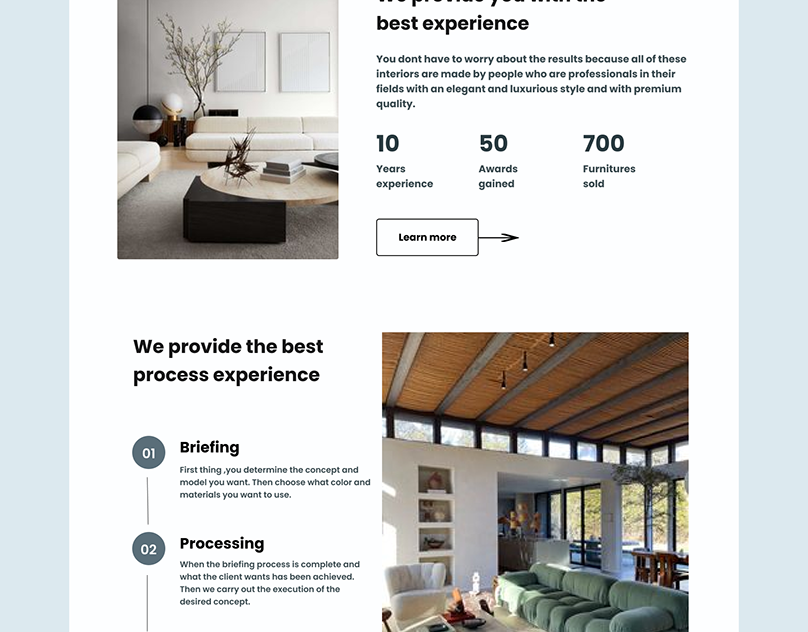 We provide you with the
best experience
You dont have to worry about the results because all of these
interiors are made by people who are professionals in their
fields with an elegant and luxurious style and with premium
quality.
10
Years
experience
50
Awards
gained
700
Furnitures
sold
Learn more
We provide the best
process experience
01
Briefing
First thing ,you determine the concept and
model you want. Then choose what color and
materials you want to use.
02
Processing
When the briefing process is complete and
what the client wants has been achieved.
Then we carry out the execution of the
desired concept.